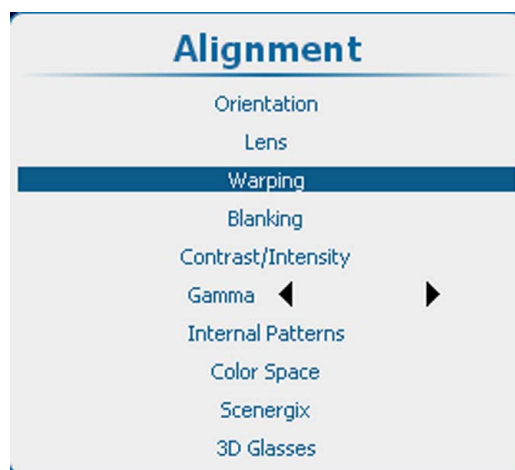 Alignment
Orientation
Lens
Warping
Blanking
Contrast/Intensity
Gamma
Internal Patterns
Color Space
Scenergix
3D Glasses